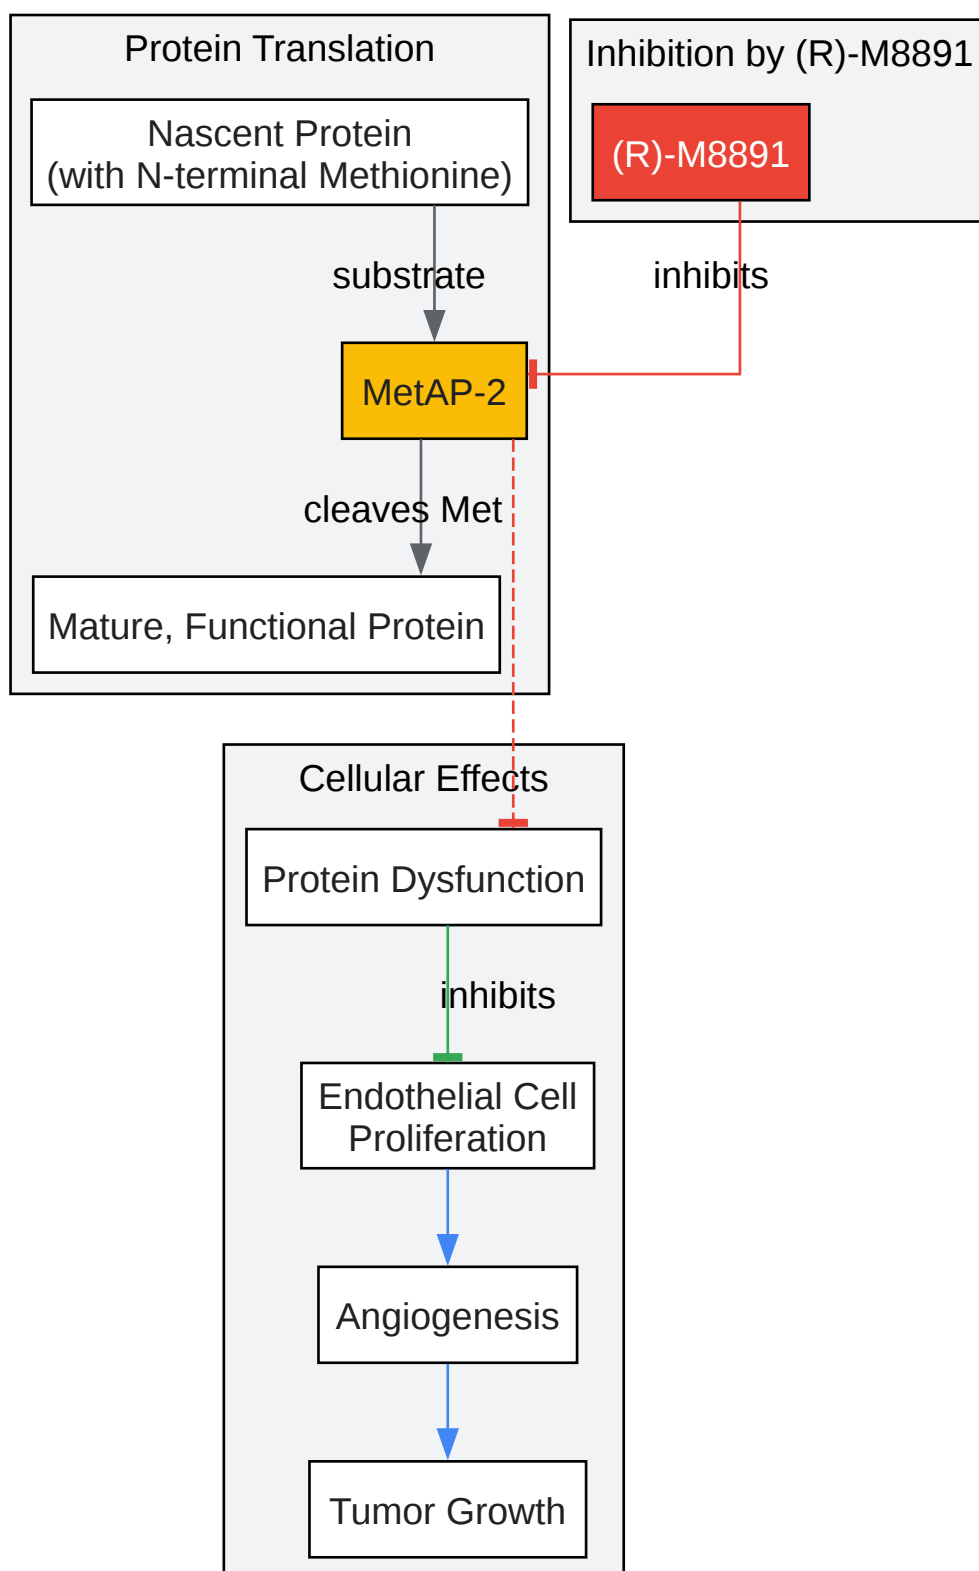 Protein Translation
Nascent Protein
(with N-terminal Methionine)
substrate
MetAP-2
cleaves Met
Mature, Functional Protein
Inhibition by (R)-M8891
(R)-M8891
inhibits
Cellular Effects
Protein Dysfunction
inhibits
Endothelial Cell
Proliferation
Angiogenesis
Tumor Growth